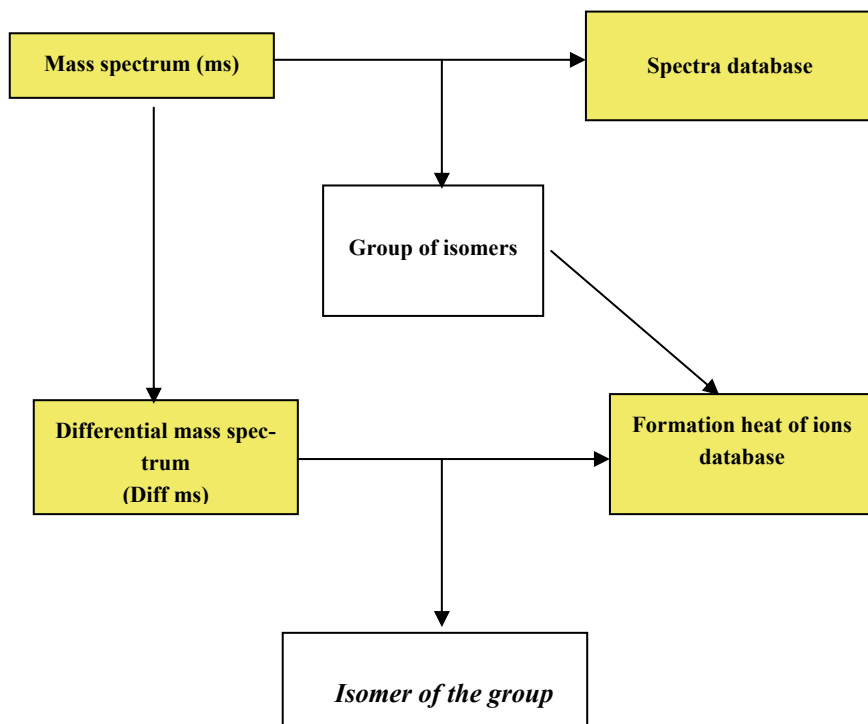 Mass spectrum (ms)
Spectra database
Group of isomers
Differential mass spec-
trum
(Diff ms)
Formation heat of ions
database
Isomer of the group